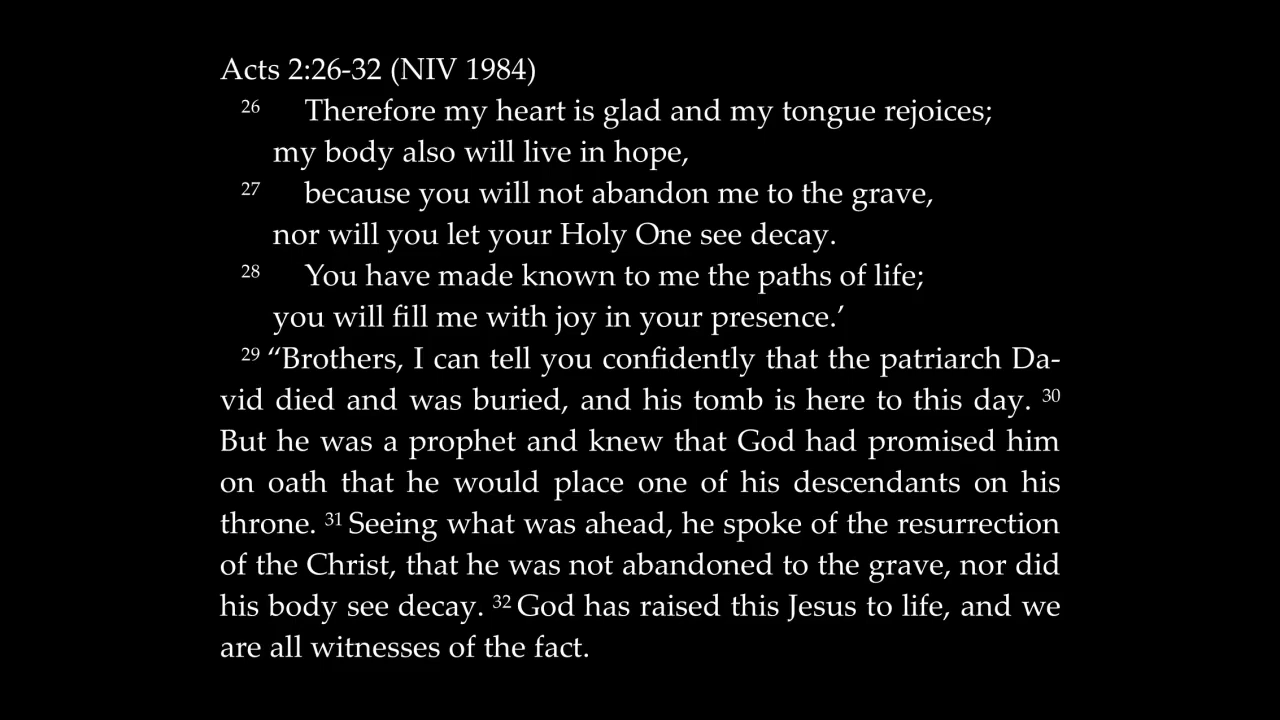 Acts 2:26-32 (NIV 1984)
26 Therefore my heart is glad and my tongue rejoices;
my body also will live in hope,
27 because you will not abandon me to the grave,
nor will you let your Holy One see decay.
28 You have made known to me the paths of life;
you will fill me with joy in your presence.’
29 “Brothers, I can tell you confidently that the patriarch Da-
vid died and was buried, and his tomb is here to this day. 30
But he was a prophet and knew that God had promised him
on oath that he would place one of his descendants on his
throne. 31 Seeing what was ahead, he spoke of the resurrection
of the Christ, that he was not abandoned to the grave, nor did
his body see decay. 32 God has raised this Jesus to life, and we
are all witnesses of the fact.